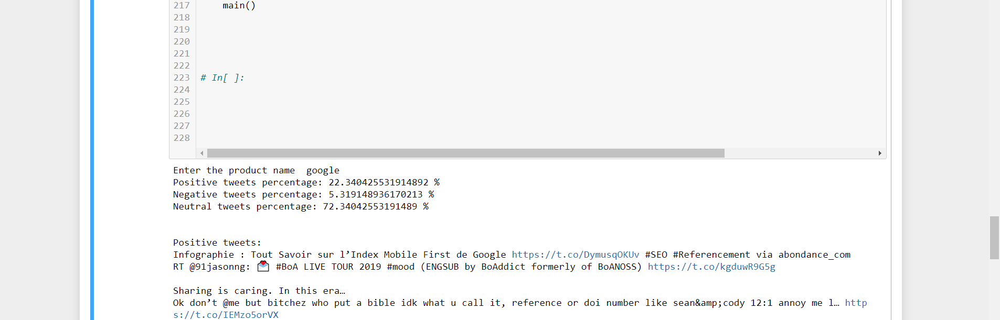 217 main()
218
219
220
221
222
223 # In[ ]:
224
225
226
227
228
Enter the product name  google
Positive tweets percentage: 22.340425531914892 %
Negative tweets percentage: 5.319148936170213 %
Neutral tweets percentage: 72.34042553191489 %
Positive tweets:
Infographie : Tout Savoir sur l’Index Mobile First de Google https://t.co/DymusqOKUv #SEO #Referencement via abondance_com
RT @91jasonng: 💌 #BoA LIVE TOUR 2019 #mood (ENGSUB by BoAddict formerly of BoANOSS) https://t.co/kgduwR9G5g
Sharing is caring. In this era…
Ok don’t @me but bitchez who put a bible idk what u call it, reference or doi number like sean&amp;cody 12:1 annoy me l… http
s://t.co/IEMzo5orVX